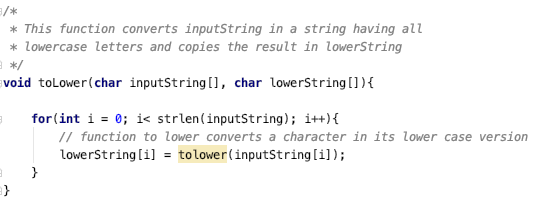 /*
 * This function converts inputString in a string having all
 * lowercase letters and copies the result in lowerString
 */
void toLower(char inputString[], char lowerString[]){
for(int i = 0; i< strlen(inputString); i++){
// function to lower converts a character in its lower case version
lowerString[i] = tolower(inputString[i]);
}
}